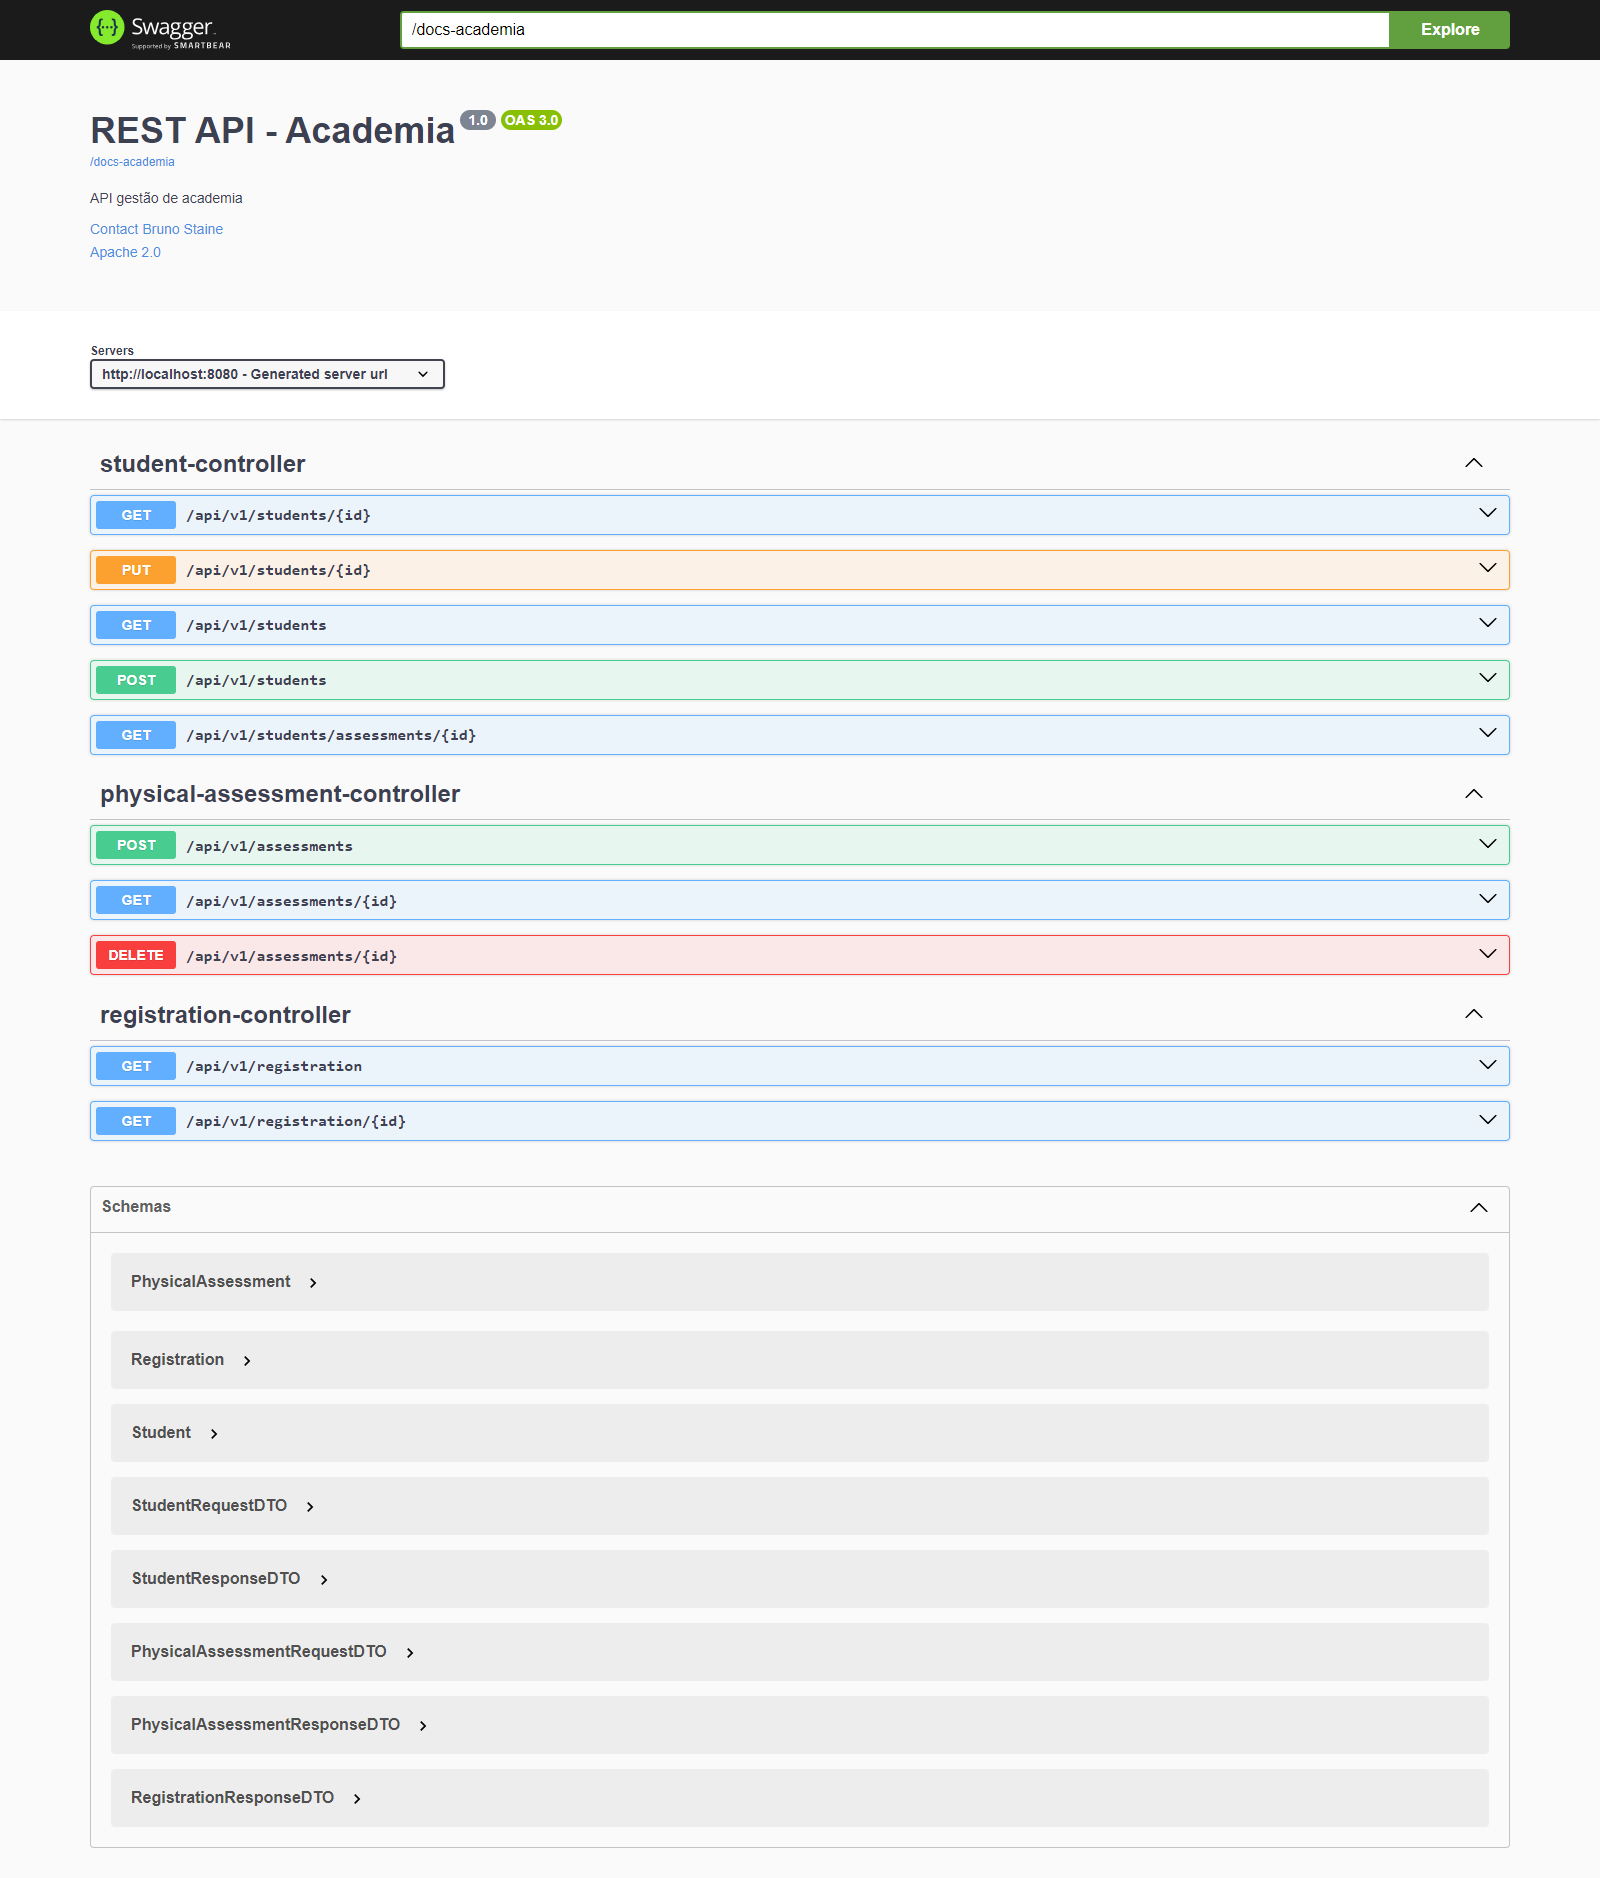 Swagger.
Supported by SMARTBEAR
/docs-academia
Explore
REST API - Academia 1.0 OAS 3.0
/docs-academia
API gestão de academia
Contact Bruno Staine
Apache 2.0
Servers
http://localhost:8080 - Generated server url
student-controller
GET /api/v1/students/{id}
PUT /api/v1/students/{id}
GET /api/v1/students
POST /api/v1/students
GET /api/v1/students/assessments/{id}
physical-assessment-controller
POST /api/v1/assessments
GET /api/v1/assessments/{id}
DELETE /api/v1/assessments/{id}
registration-controller
GET /api/v1/registration
GET /api/v1/registration/{id}
Schemas
PhysicalAssessment
Registration
Student
StudentRequestDTO
StudentResponseDTO
PhysicalAssessmentRequestDTO
PhysicalAssessmentResponseDTO
RegistrationResponseDTO